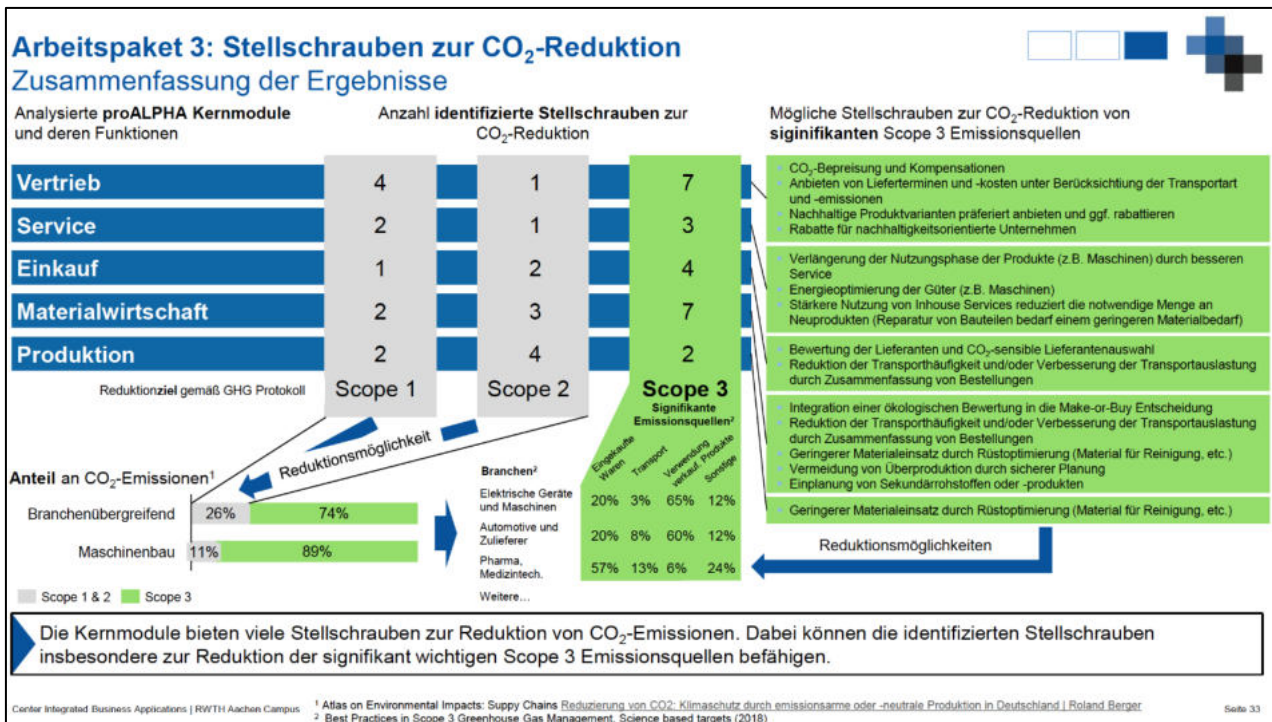 Arbeitspaket 3: Stellschrauben zur CO₂-Reduktion
Zusammenfassung der Ergebnisse
Analysierte proALPHA Kernmodule
und deren Funktionen
Anzahl identifizierte Stellschrauben zur
CO₂-Reduktion
Mögliche Stellschrauben zur CO₂-Reduktion von
siginifikanten Scope 3 Emissionsquellen
Vertrieb 4 1 7
Service 2 1 3
Einkauf 1 2 4
Materialwirtschaft 2 3 7
Produktion 2 4 2
Reduktionziel gemäß GHG Protokoll Scope 1 Scope 2 Scope 3
CO₂-Bepreisung und Kompensationen
Anbieten von Lieferterminen und -kosten unter Berücksichtiung der Transportart
und -emissionen
Nachhaltige Produktvarianten präferiert anbieten und ggf. rabattieren
Rabatte für nachhaltigkeitsorientierte Unternehmen
Verlängerung der Nutzungsphase der Produkte (z.B. Maschinen) durch besseren
Service
Energieoptimierung der Güter (z.B. Maschinen)
Stärkere Nutzung von Inhouse Services reduziert die notwendige Menge an
Neuprodukten (Reparatur von Bauteilen bedarf einem geringeren Materialbedarf)
Bewertung der Lieferanten und CO₂-sensible Lieferantenauswahl
Reduktion der Transporthäufigkeit und/oder Verbesserung der Transportauslastung
durch Zusammenfassung von Bestellungen
Integration einer ökologischen Bewertung in die Make-or-Buy Entscheidung
Reduktion der Transporthäufigkeit und/oder Verbesserung der Transportauslastung
durch Zusammenfassung von Bestellungen
Geringerer Materialeinsatz durch Rüstoptimierung (Material für Reinigung, etc.)
Vermeidung von Überproduktion durch sicherer Planung
Einplanung von Sekundärrohstoffen oder -produkten
Geringerer Materialeinsatz durch Rüstoptimierung (Material für Reinigung, etc.)
Reduktionsmöglichkeiten
Reduktionsmöglichkeit
Anteil an CO₂-Emissionen¹
Branchenübergreifend 26% 74%
Maschinenbau 11% 89%
Scope 1 & 2 Scope 3
Signifikante
Emissionsquellen²
Branchen²
Eingekaufte
Waren
Transport
Verwendung
verkauf. Produkte
Sonstige
Elektrische Geräte
und Maschinen
20% 3% 65% 12%
Automotive und
Zulieferer
20% 8% 60% 12%
Pharma,
Medizintech.
57% 13% 6% 24%
Weitere…
Die Kernmodule bieten viele Stellschrauben zur Reduktion von CO₂-Emissionen. Dabei können die identifizierten Stellschrauben
insbesondere zur Reduktion der signifikant wichtigen Scope 3 Emissionsquellen befähigen.
Center Integrated Business Applications | RWTH Aachen Campus
¹ Atlas on Environmental Impacts: Suppy Chains Reduzierung von CO2: Klimaschutz durch emissionsarme oder -neutrale Produktion in Deutschland | Roland Berger
² Best Practices in Scope 3 Greenhouse Gas Management. Science based targets (2018)
Seite 33